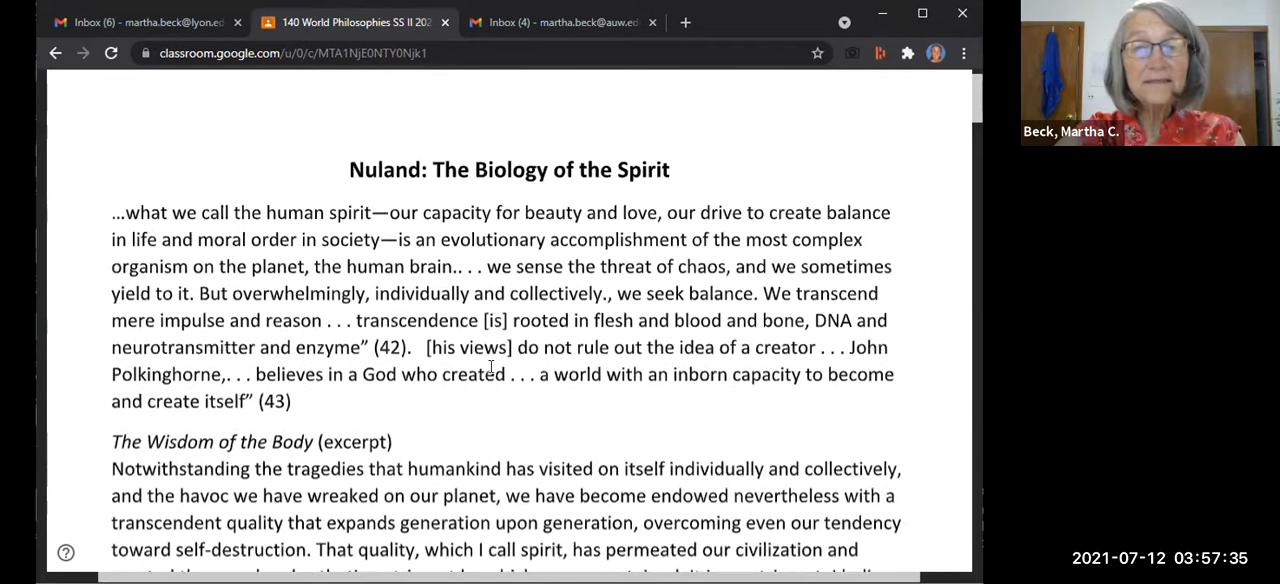 Inbox (6) - martha.beck@lyon.ed
140 World Philosophies SS II 202
Inbox (4) - martha.beck@auw.ed
classroom.google.com/u/0/c/MTA1NjE0NTY0Njk1
Beck, Martha C.
Nuland: The Biology of the Spirit
...what we call the human spirit—our capacity for beauty and love, our drive to create balance
in life and moral order in society—is an evolutionary accomplishment of the most complex
organism on the planet, the human brain.. . . we sense the threat of chaos, and we sometimes
yield to it. But overwhelmingly, individually and collectively., we seek balance. We transcend
mere impulse and reason . . . transcendence [is] rooted in flesh and blood and bone, DNA and
neurotransmitter and enzyme” (42). [his views] do not rule out the idea of a creator . . . John
Polkinghorne,. . . believes in a God who created . . . a world with an inborn capacity to become
and create itself” (43)
The Wisdom of the Body (excerpt)
Notwithstanding the tragedies that humankind has visited on itself individually and collectively,
and the havoc we have wreaked on our planet, we have become endowed nevertheless with a
transcendent quality that expands generation upon generation, overcoming even our tendency
toward self-destruction. That quality, which I call spirit, has permeated our civilization and
2021-07-12 03:57:35